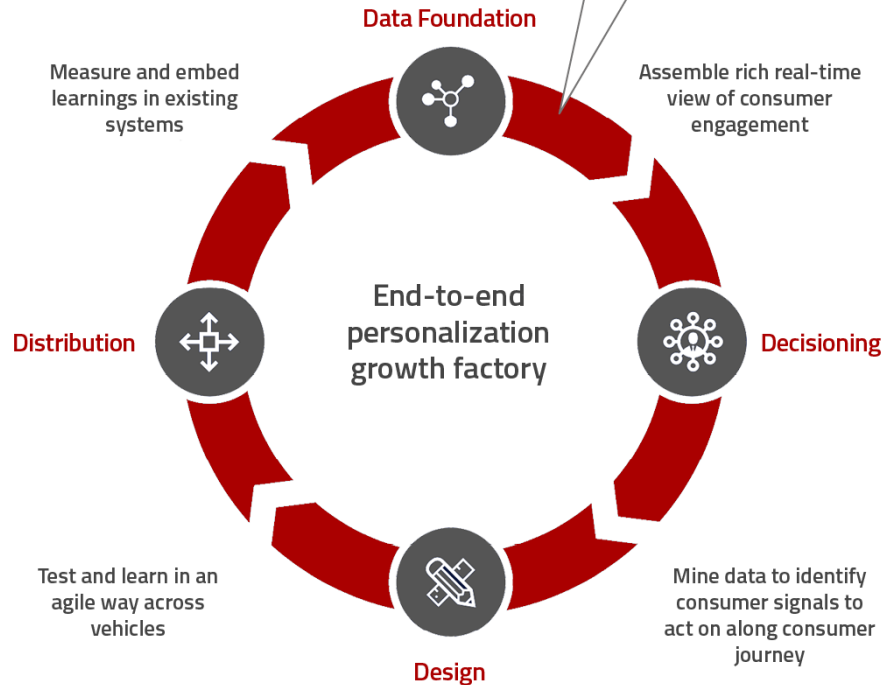 Data Foundation
Measure and embed
learnings in existing
systems
Assemble rich real-time
view of consumer
engagement
End-to-end
personalization
growth factory
Distribution
Decisioning
Test and learn in an
agile way across
vehicles
Mine data to identify
consumer signals to
act on along consumer
journey
Design